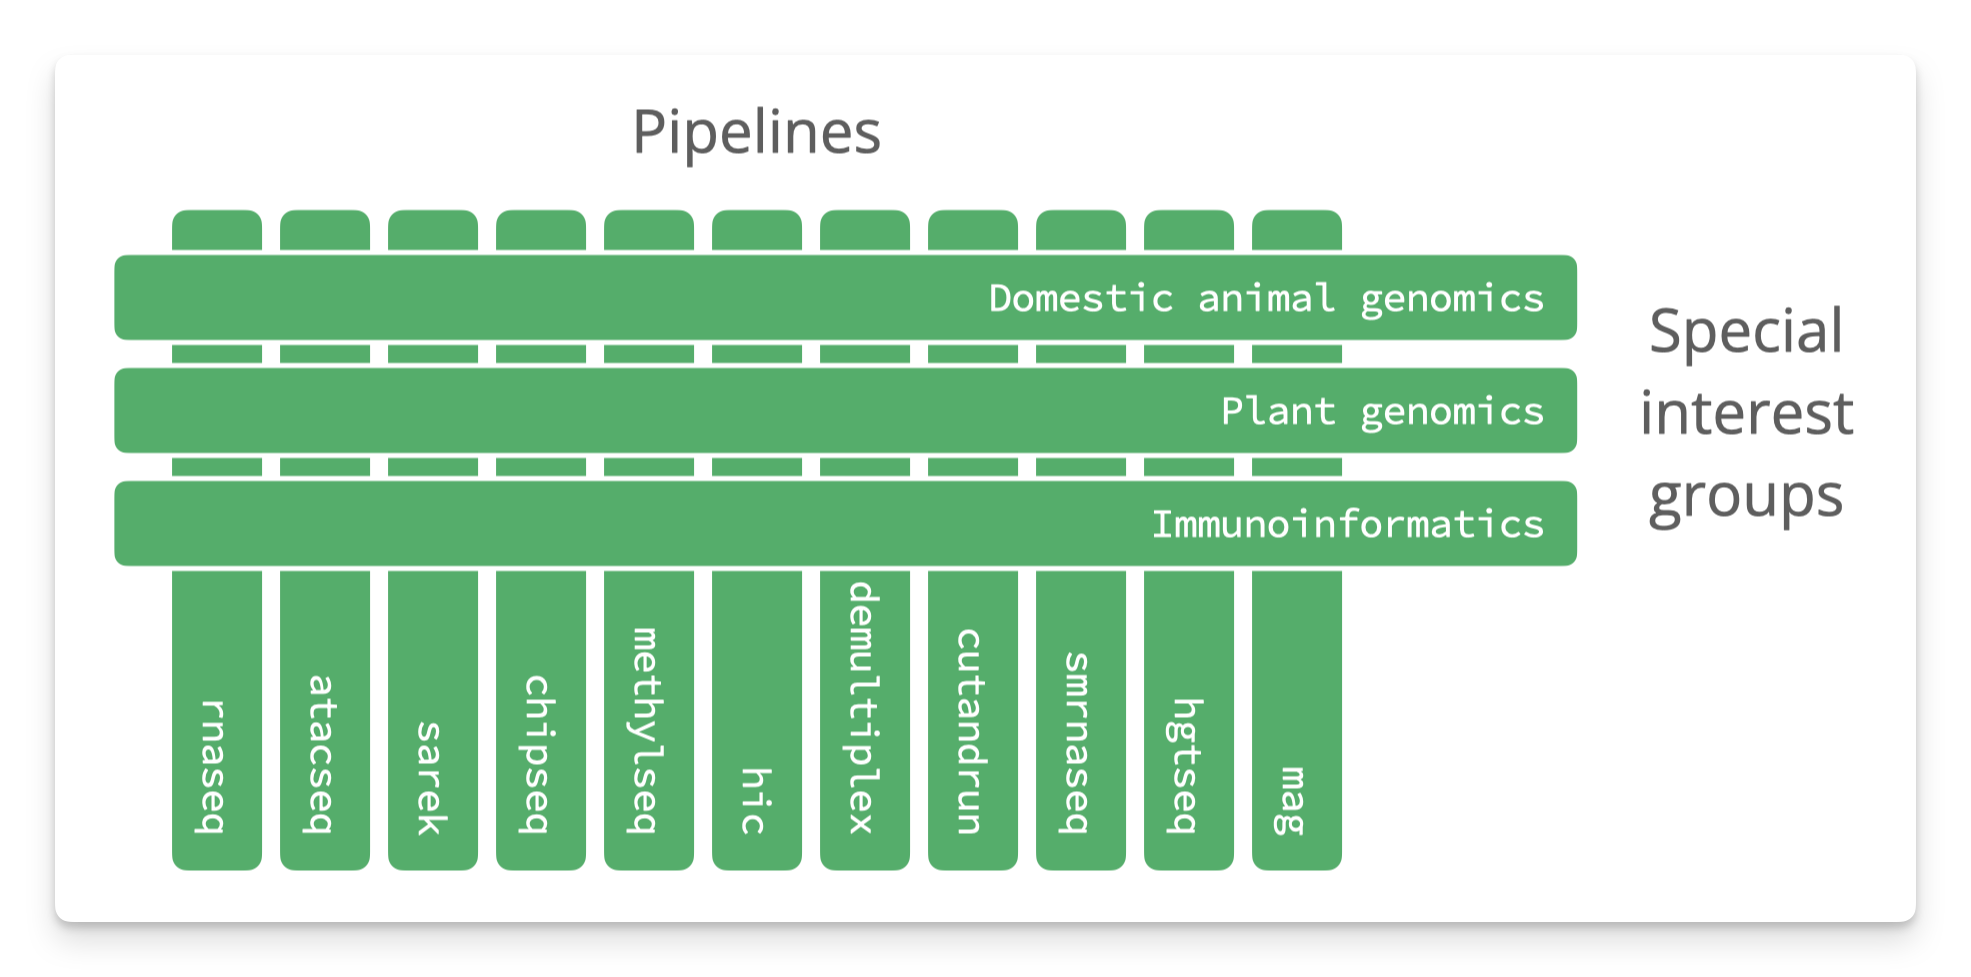 Pipelines
Domestic animal genomics
Plant genomics
Immunoinformatics
Special
interest
groups
rnaseq
atacseq
sarek
chipseq
methylseq
hic
demultiplex
cutandrun
smrnaseq
hgtseq
mag